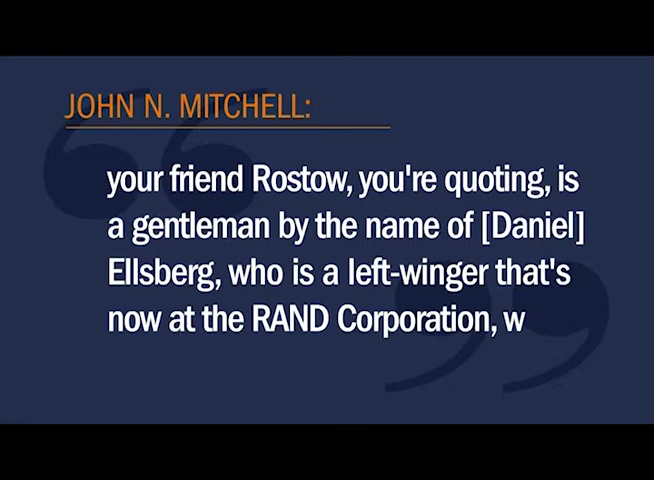 JOHN N. MITCHELL:
your friend Rostow, you're quoting, is
a gentleman by the name of [Daniel]
Ellsberg, who is a left-winger that's
now at the RAND Corporation, w